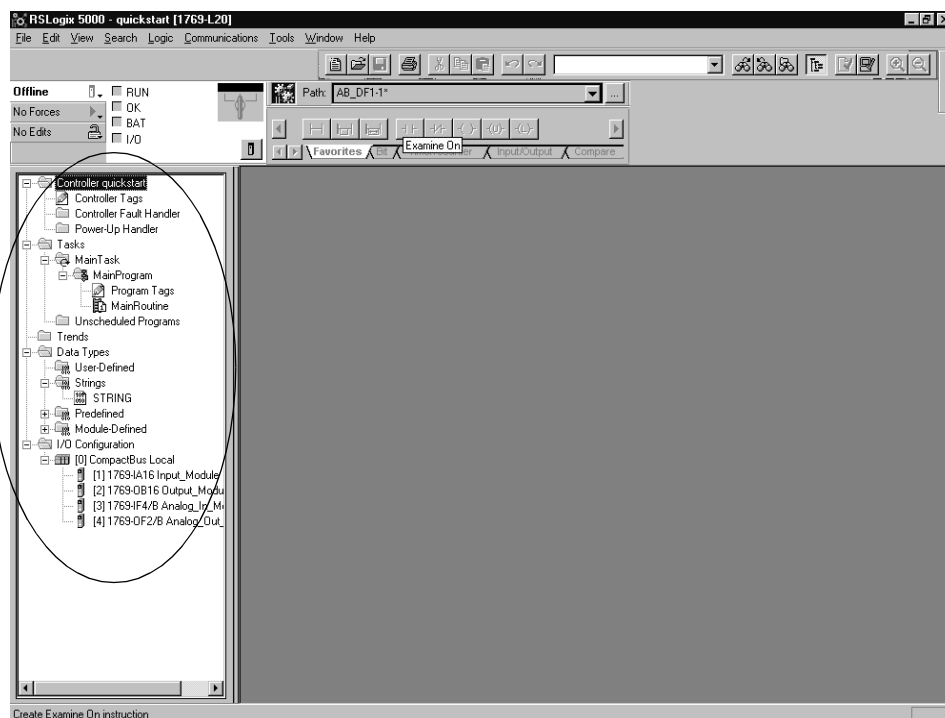 RSLogix 5000 - quickstart [1769-L20]
File Edit View Search Logic Communications Tools Window Help
Offline
RUN
No Forces
OK
No Edits
BAT
I/O
Path: AB_DF1-1*
Examine On
Favorites Bit Input/Output Compare
Controller quickstart
Controller Tags
Controller Fault Handler
Power-Up Handler
Tasks
MainTask
MainProgram
Program Tags
MainRoutine
Unscheduled Programs
Trends
Data Types
User-Defined
Strings
STRING
Predefined
Module-Defined
I/O Configuration
[0] CompactBus Local
[1] 1769-IA16 Input_Module
[2] 1769-OB16 Output_Modu
[3] 1769-IF4/B Analog_In_Mo
[4] 1769-OF2/B Analog_Out_
Create Examine On instruction